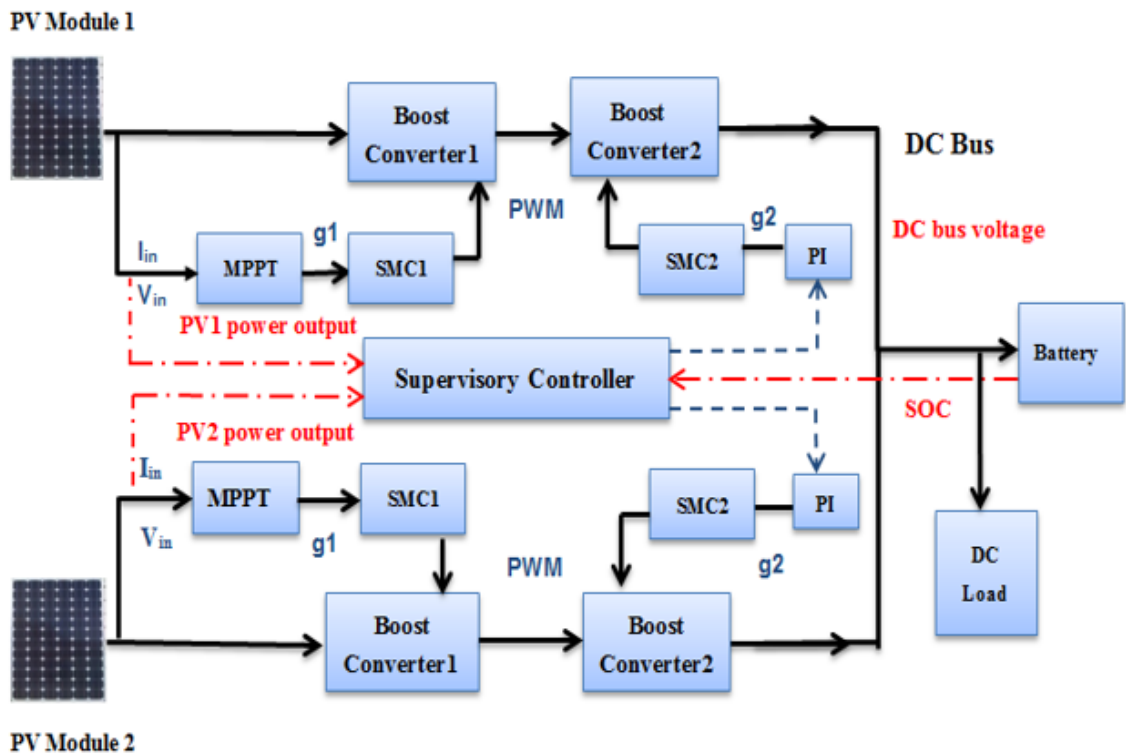 PV Module 1
Boost
Converter1
Boost
Converter2
DC Bus
PWM
g1
g2
DC bus voltage
Iin
Vin
MPPT
SMC1
SMC2
PI
PV1 power output
Supervisory Controller
Battery
SOC
PV2 power output
Iin
Vin
MPPT
g1
SMC1
SMC2
PI
PWM
g2
DC
Load
Boost
Converter1
Boost
Converter2
PV Module 2